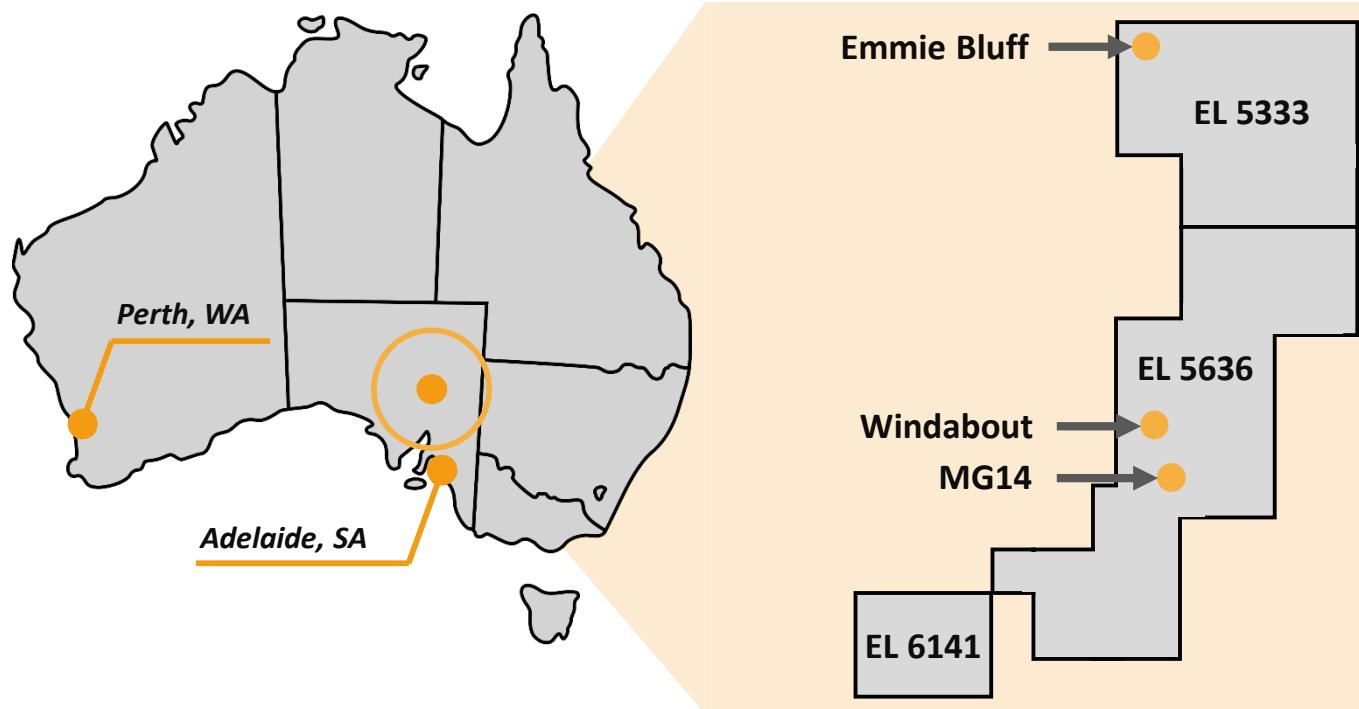 Perth, WA
Adelaide, SA
Emmie Bluff
EL 5333
EL 5636
Windabout
MG14
EL 6141